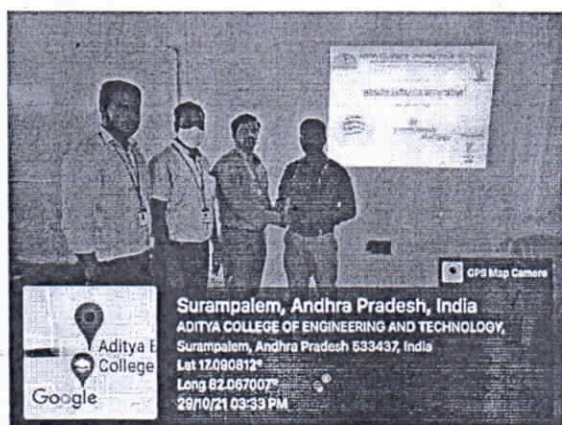 GPS Map Camera
Surampalem, Andhra Pradesh, India
ADITYA COLLEGE OF ENGINEERING AND TECHNOLOGY,
Surampalem, Andhra Pradesh 533437, India
Lat 17.090812°
Long 82.067007°
29/10/21 03:33 PM
Aditya E
College
Google